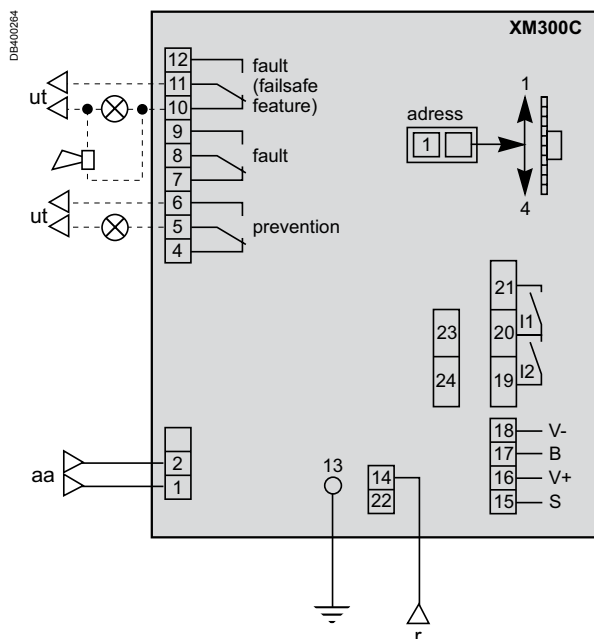 DB400264
XM300C
12
fault
11
(failsafe
ut
10
feature)
9
8
fault
7
6
ut
5
prevention
4
adress
1
1
4
21
I1
23
20
24
19
I2
18
V-
2
17
B
aa
13
14
16
V+
1
22
15
S
r